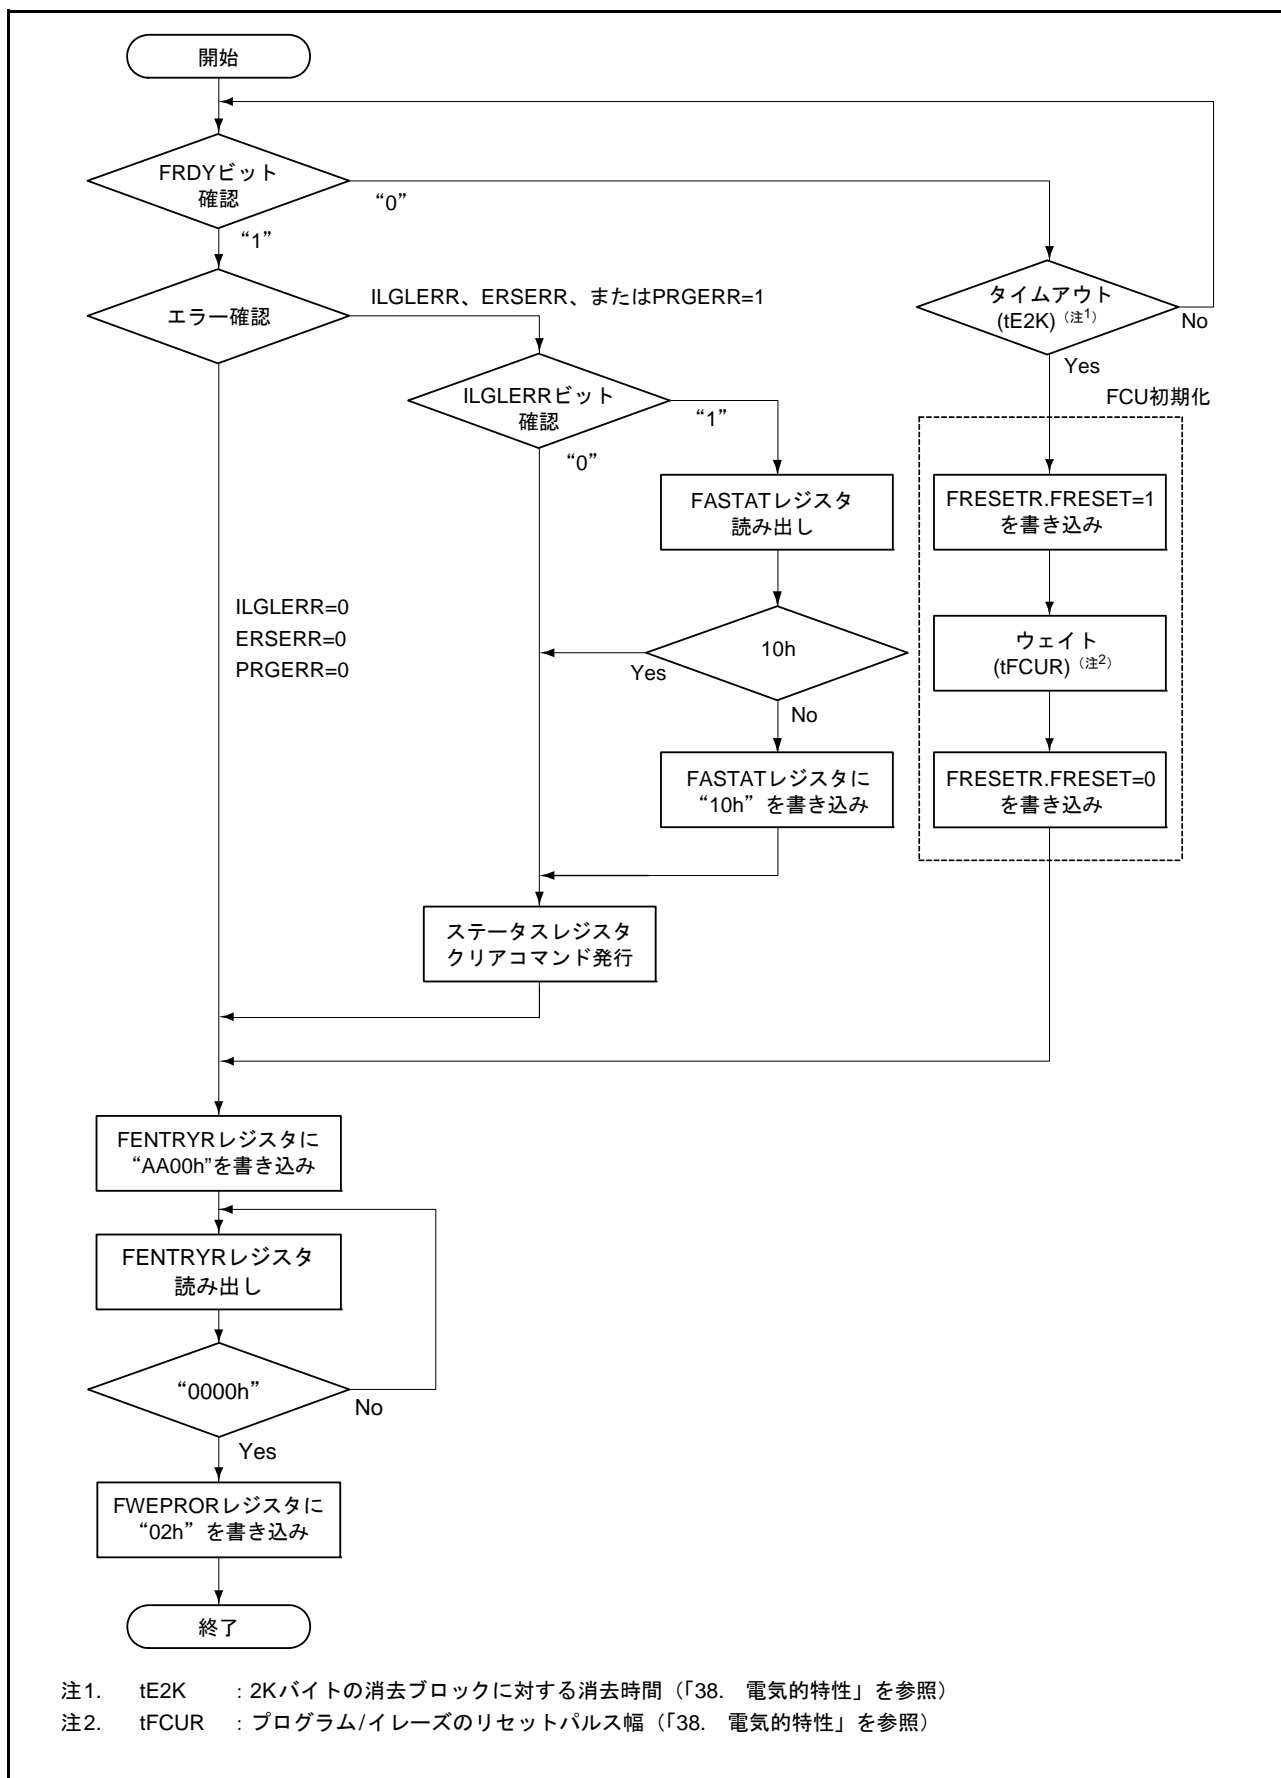 開始
FRDYビット
確認
“0”
“1”
エラー確認
ILGLERR、ERSERR、またはPRGERR=1
タイムアウト
(tE2K)（注1）
No
Yes
FCU初期化
ILGLERRビット
確認
“1”
“0”
FASTATレジスタ
読み出し
FRESETR.FRESET=1
を書き込み
ILGLERR=0
ERSERR=0
PRGERR=0
10h
Yes
No
ウェイト
(tFCUR)（注2）
FASTATレジスタに
“10h”を書き込み
FRESETR.FRESET=0
を書き込み
ステータスレジスタ
クリアコマンド発行
FENTRYRレジスタに
“AA00h”を書き込み
FENTRYRレジスタ
読み出し
“0000h”
No
Yes
FWEPRORレジスタに
“02h”を書き込み
終了
注1. tE2K ：2Kバイトの消去ブロックに対する消去時間（「38. 電気的特性」を参照）
注2. tFCUR ：プログラム/イレーズのリセットパルス幅（「38. 電気的特性」を参照）